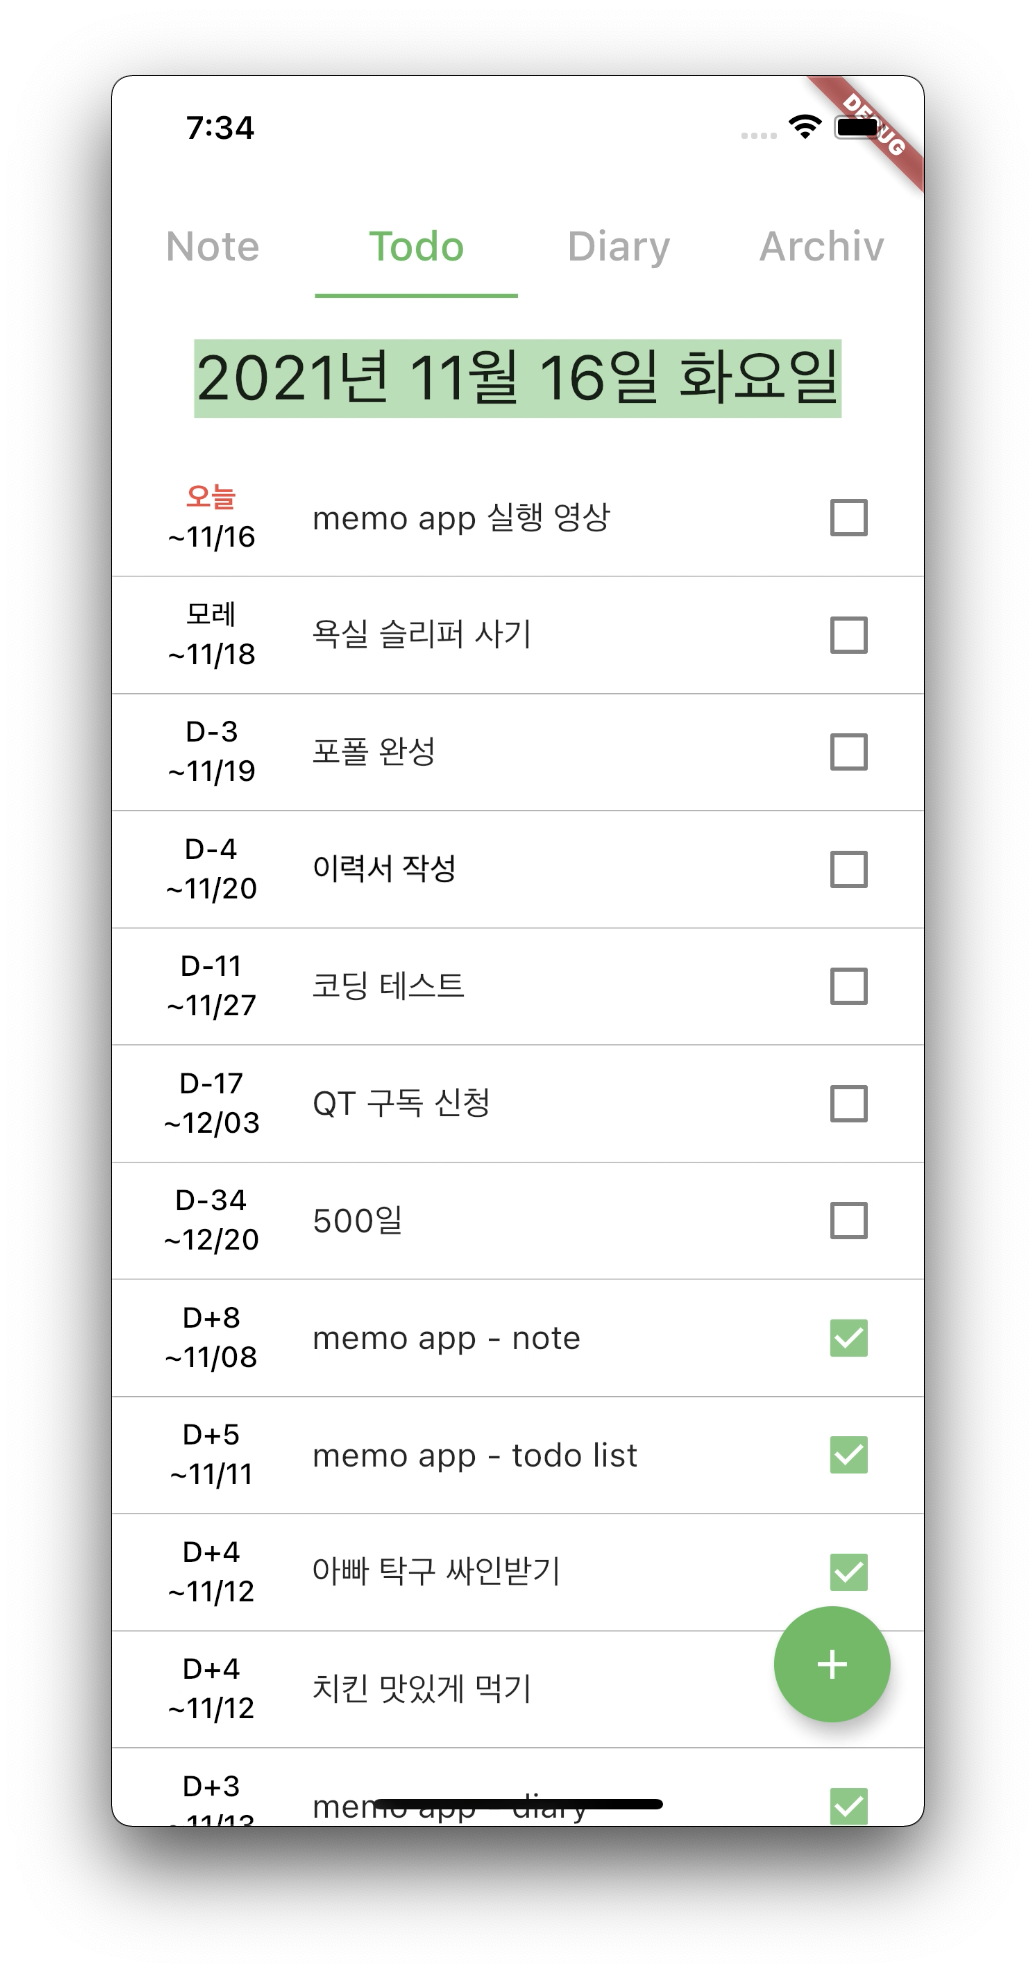 7:34
DEBUG
Note Todo Diary Archiv
2021년 11월 16일 화요일
오늘
~11/16
memo app 실행 영상
모레
~11/18
욕실 슬리퍼 사기
D-3
~11/19
포폴 완성
D-4
~11/20
이력서 작성
D-11
~11/27
코딩 테스트
D-17
~12/03
QT 구독 신청
D-34
~12/20
500일
D+8
~11/08
memo app - note
D+5
~11/11
memo app - todo list
D+4
~11/12
아빠 탁구 싸인받기
D+4
~11/12
치킨 맛있게 먹기
D+3
~11/13
memo app - diary